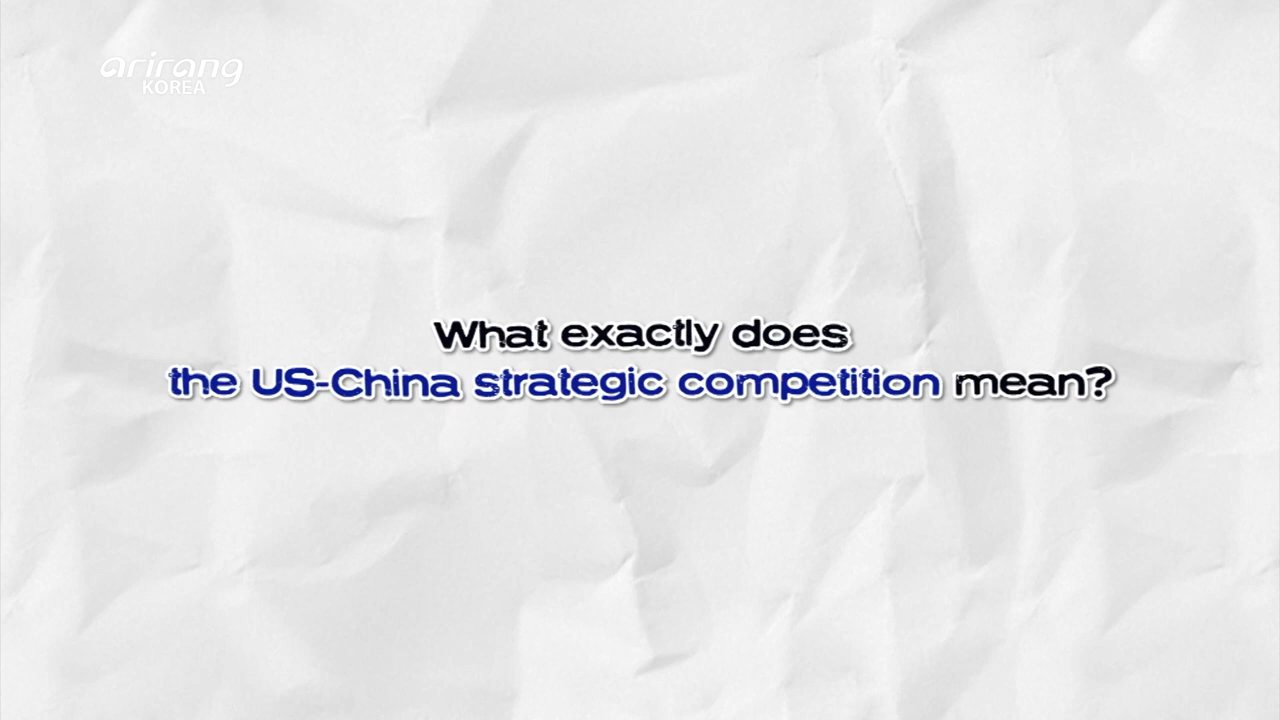 arirang
KOREA
What exactly does
the US-China strategic competition mean?